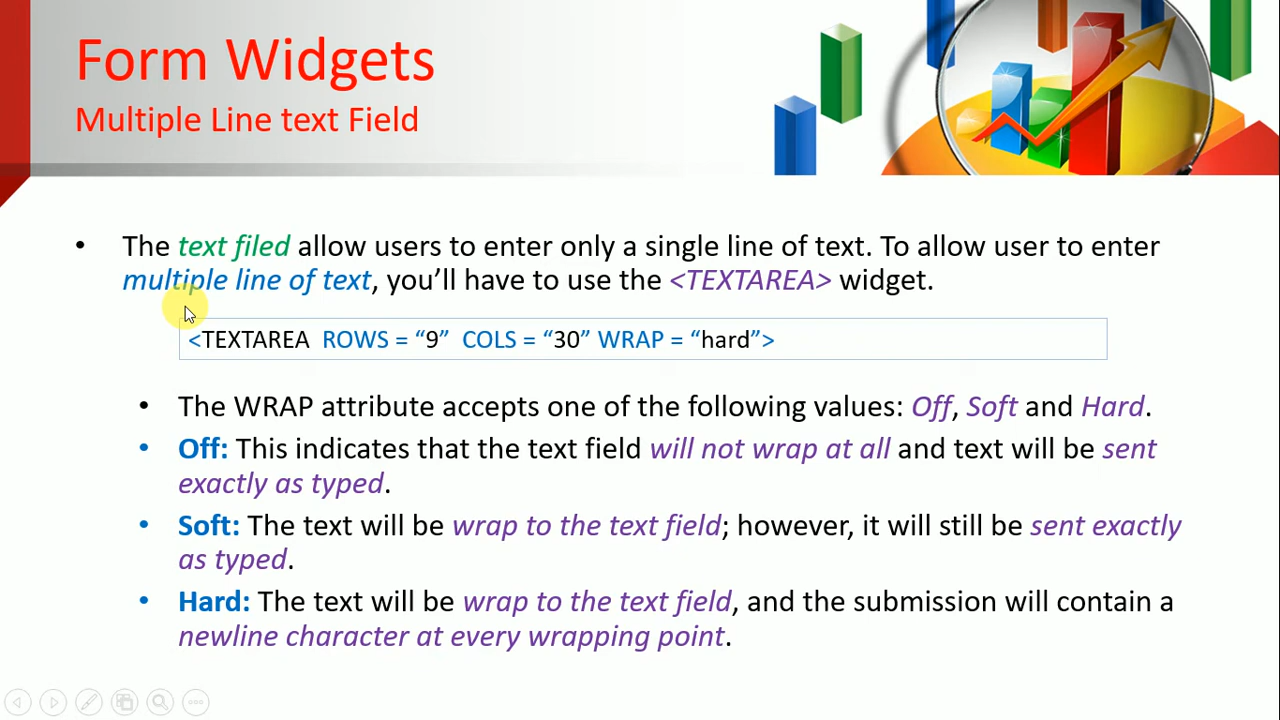 Form Widgets
Multiple Line text Field
• The text filed allow users to enter only a single line of text. To allow user to enter
multiple line of text, you’ll have to use the <TEXTAREA> widget.
<TEXTAREA ROWS = “9” COLS = “30” WRAP = “hard”>
• The WRAP attribute accepts one of the following values: Off, Soft and Hard.
• Off: This indicates that the text field will not wrap at all and text will be sent
exactly as typed.
• Soft: The text will be wrap to the text field; however, it will still be sent exactly
as typed.
• Hard: The text will be wrap to the text field, and the submission will contain a
newline character at every wrapping point.